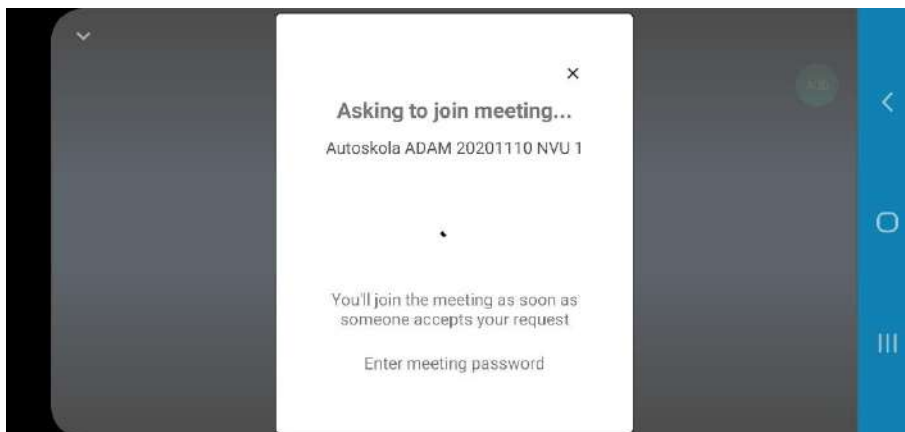 Asking to join meeting...
Autoskola ADAM 20201110 NVU 1
You'll join the meeting as soon as
someone accepts your request
Enter meeting password